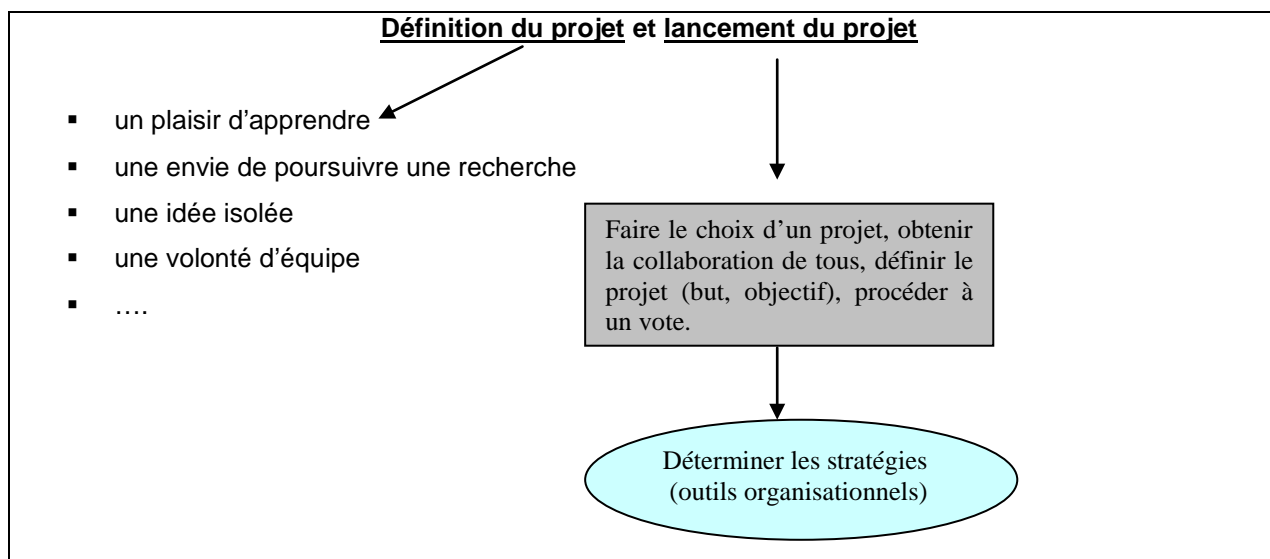 Définition du projet et lancement du projet
▪ un plaisir d’apprendre
▪ une envie de poursuivre une recherche
▪ une idée isolée
▪ une volonté d’équipe
▪ ….
Faire le choix d’un projet, obtenir
la collaboration de tous, définir le
projet (but, objectif), procéder à
un vote.
Déterminer les stratégies
(outils organisationnels)